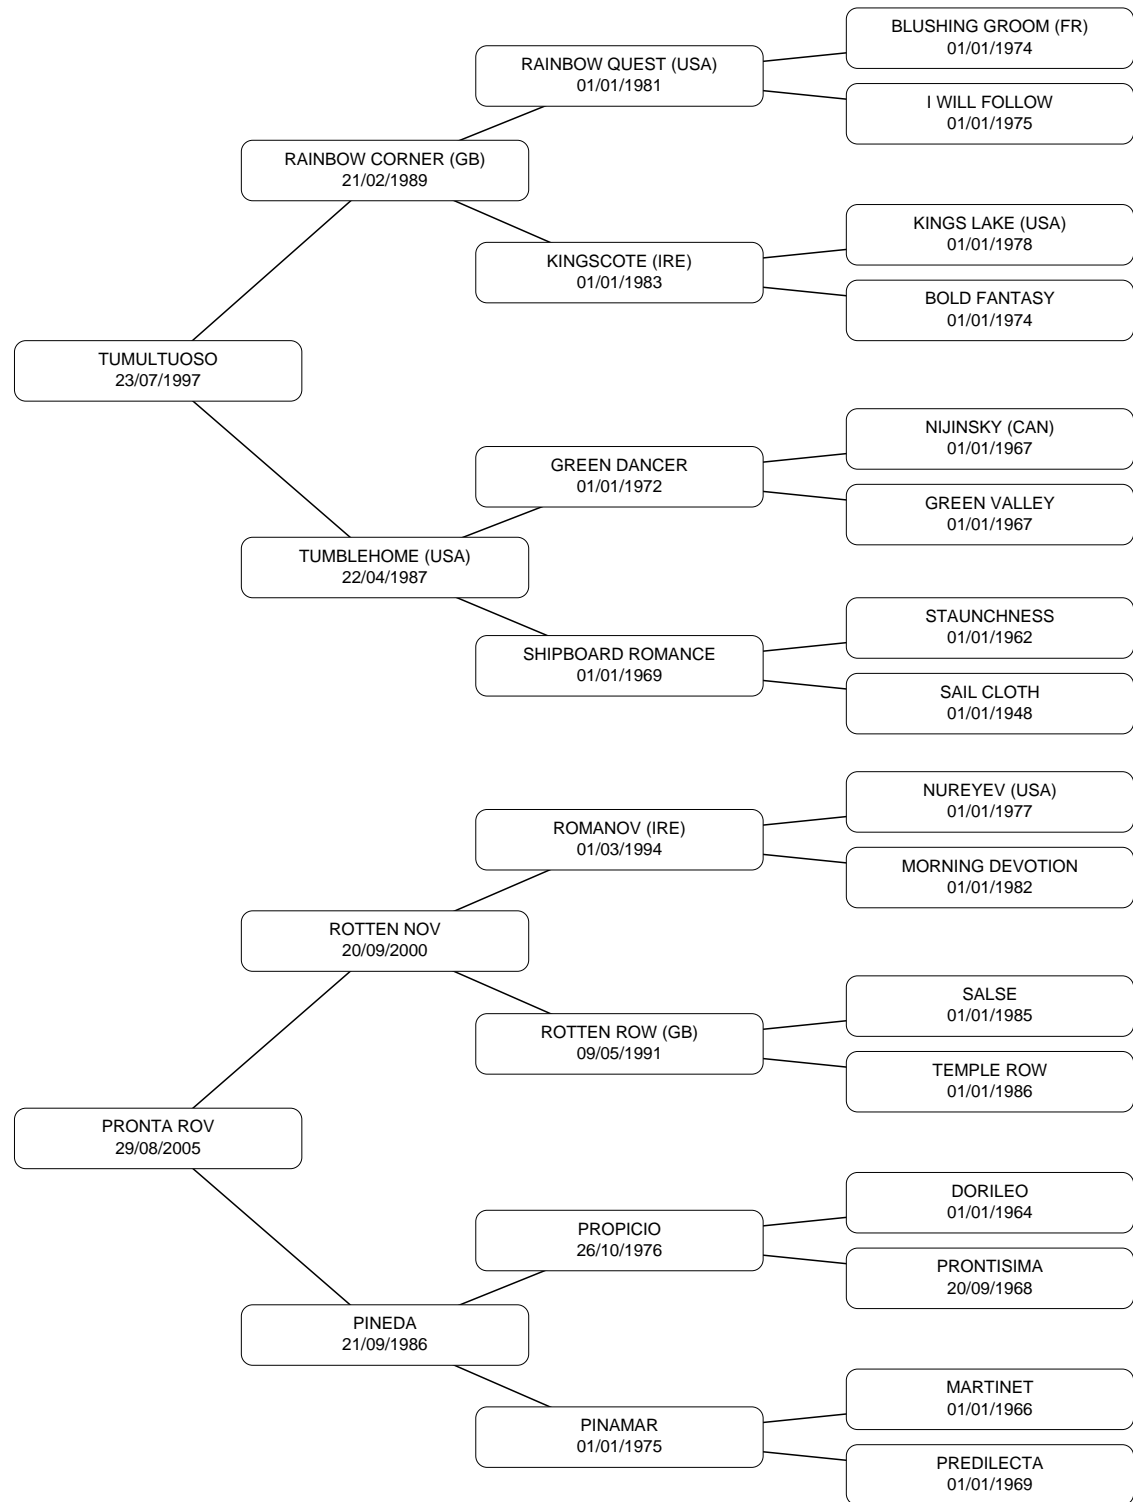 BLUSHING GROOM (FR)
01/01/1974
RAINBOW QUEST (USA)
01/01/1981
I WILL FOLLOW
01/01/1975
RAINBOW CORNER (GB)
21/02/1989
KINGS LAKE (USA)
01/01/1978
KINGSCOTE (IRE)
01/01/1983
BOLD FANTASY
01/01/1974
TUMULTUOSO
23/07/1997
NIJINSKY (CAN)
01/01/1967
GREEN DANCER
01/01/1972
GREEN VALLEY
01/01/1967
TUMBLEHOME (USA)
22/04/1987
STAUNCHNESS
01/01/1962
SHIPBOARD ROMANCE
01/01/1969
SAIL CLOTH
01/01/1948
NUREYEV (USA)
01/01/1977
ROMANOV (IRE)
01/03/1994
MORNING DEVOTION
01/01/1982
ROTTEN NOV
20/09/2000
SALSE
01/01/1985
ROTTEN ROW (GB)
09/05/1991
TEMPLE ROW
01/01/1986
PRONTA ROV
29/08/2005
DORILEO
01/01/1964
PROPICIO
26/10/1976
PRONTISIMA
20/09/1968
PINEDA
21/09/1986
MARTINET
01/01/1966
PINAMAR
01/01/1975
PREDILECTA
01/01/1969